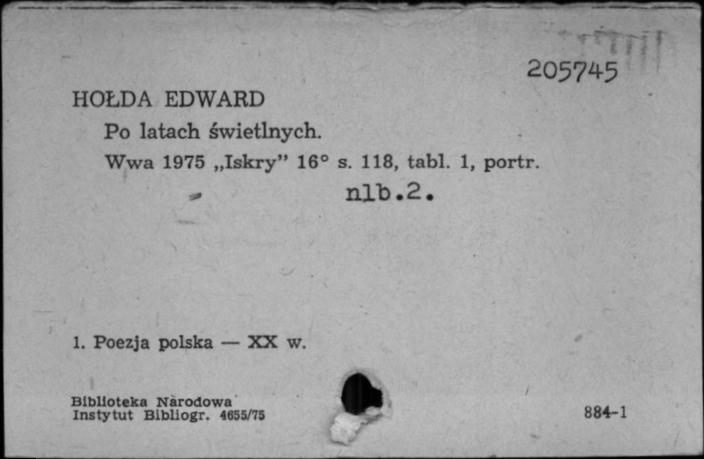 205745
HOŁDA EDWARD
Po latach świetlnych.
Wwa 1975 „Iskry” 16° s. 118, tabl. 1, portr.
nlb.2.
1. Poezja polska — XX w.
Biblioteka Narodowa
Instytut Bibliogr. 4655/75
884-1